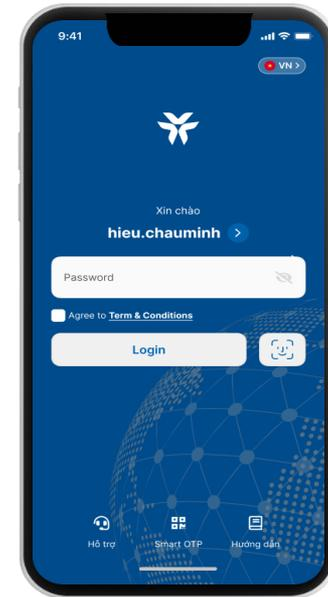 9:41
VN >
Xin chào
hieu.chauminh
Password
Agree to Term & Conditions
Login
Hỗ trợ Smart OTP Hướng dẫn